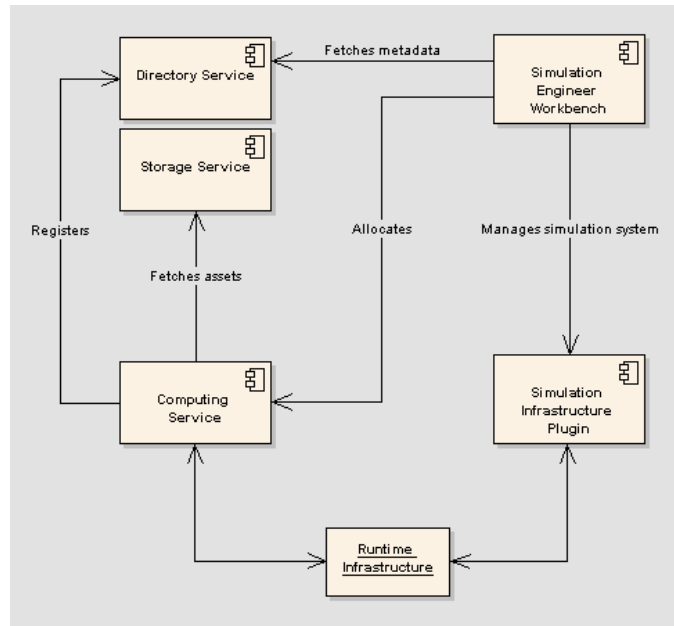 Fetches metadata
Directory Service
Simulation
Engineer
Workbench
Storage Service
Registers
Allocates
Manages simulation system
Fetches assets
Computing
Service
Simulation
Infrastructure
Plugin
Runtime
Infrastructure